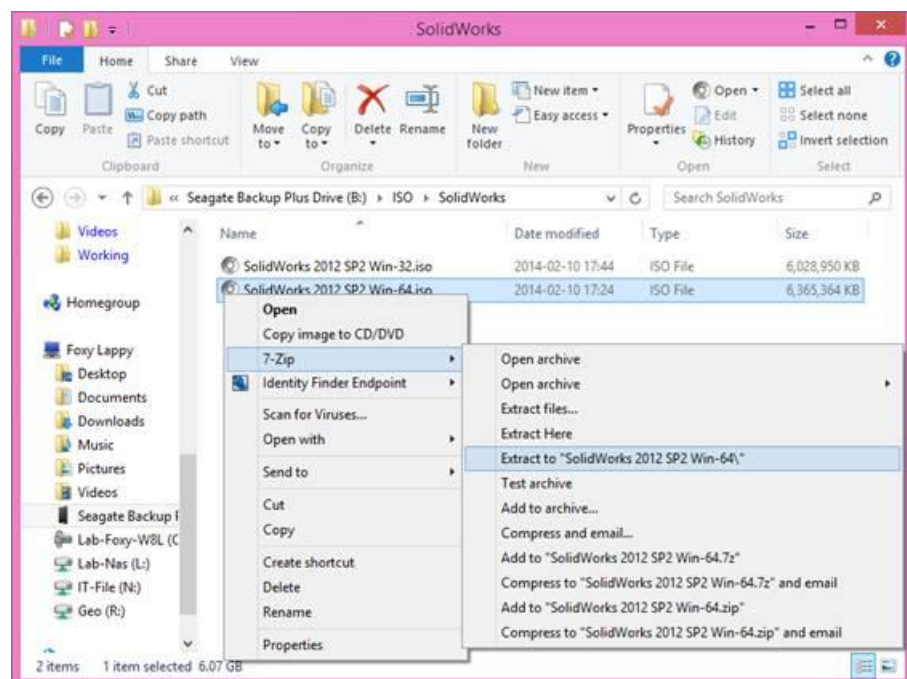 SolidWorks
File Home Share View
Copy
Paste
Cut
Copy path
Paste shortcut
Clipboard
Move to
Copy to
Delete
Rename
Organize
New folder
New item
Easy access
New
Properties
Open
Edit
History
Open
Select all
Select none
Invert selection
Select
« Seagate Backup Plus Drive (B:) ISO SolidWorks
Search SolidWorks
Videos
Working
Homegroup
Foxy Lappy
Desktop
Documents
Downloads
Music
Pictures
Videos
Seagate Backup
Lab-Foxy-W8L (C
Lab-Nas (L:)
IT-File (N:)
Geo (R:)
Name Date modified Type Size
SolidWorks 2012 SP2 Win-32.iso 2014-02-10 17:44 ISO File 6,028,950 KB
SolidWorks 2012 SP2 Win-64.iso 2014-02-10 17:24 ISO File 6,365,364 KB
Open
Copy image to CD/DVD
7-Zip
Identity Finder Endpoint
Scan for Viruses...
Open with
Send to
Cut
Copy
Create shortcut
Delete
Rename
Properties
Open archive
Open archive
Extract files...
Extract Here
Extract to "SolidWorks 2012 SP2 Win-64\"
Test archive
Add to archive...
Compress and email...
Add to "SolidWorks 2012 SP2 Win-64.7z"
Compress to "SolidWorks 2012 SP2 Win-64.7z" and email
Add to "SolidWorks 2012 SP2 Win-64.zip"
Compress to "SolidWorks 2012 SP2 Win-64.zip" and email
2 items 1 item selected 6.07 GB